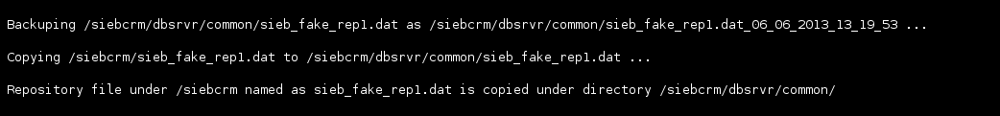 Backuping /siebcrm/dbsrvr/common/sieb_fake_rep1.dat as /siebcrm/dbsrvr/common/sieb_fake_rep1.dat_06_06_2013_13_19_53 ...
Copying /siebcrm/sieb_fake_rep1.dat to /siebcrm/dbsrvr/common/sieb_fake_rep1.dat ...
Repository file under /siebcrm named as sieb_fake_rep1.dat is copied under directory /siebcrm/dbsrvr/common/